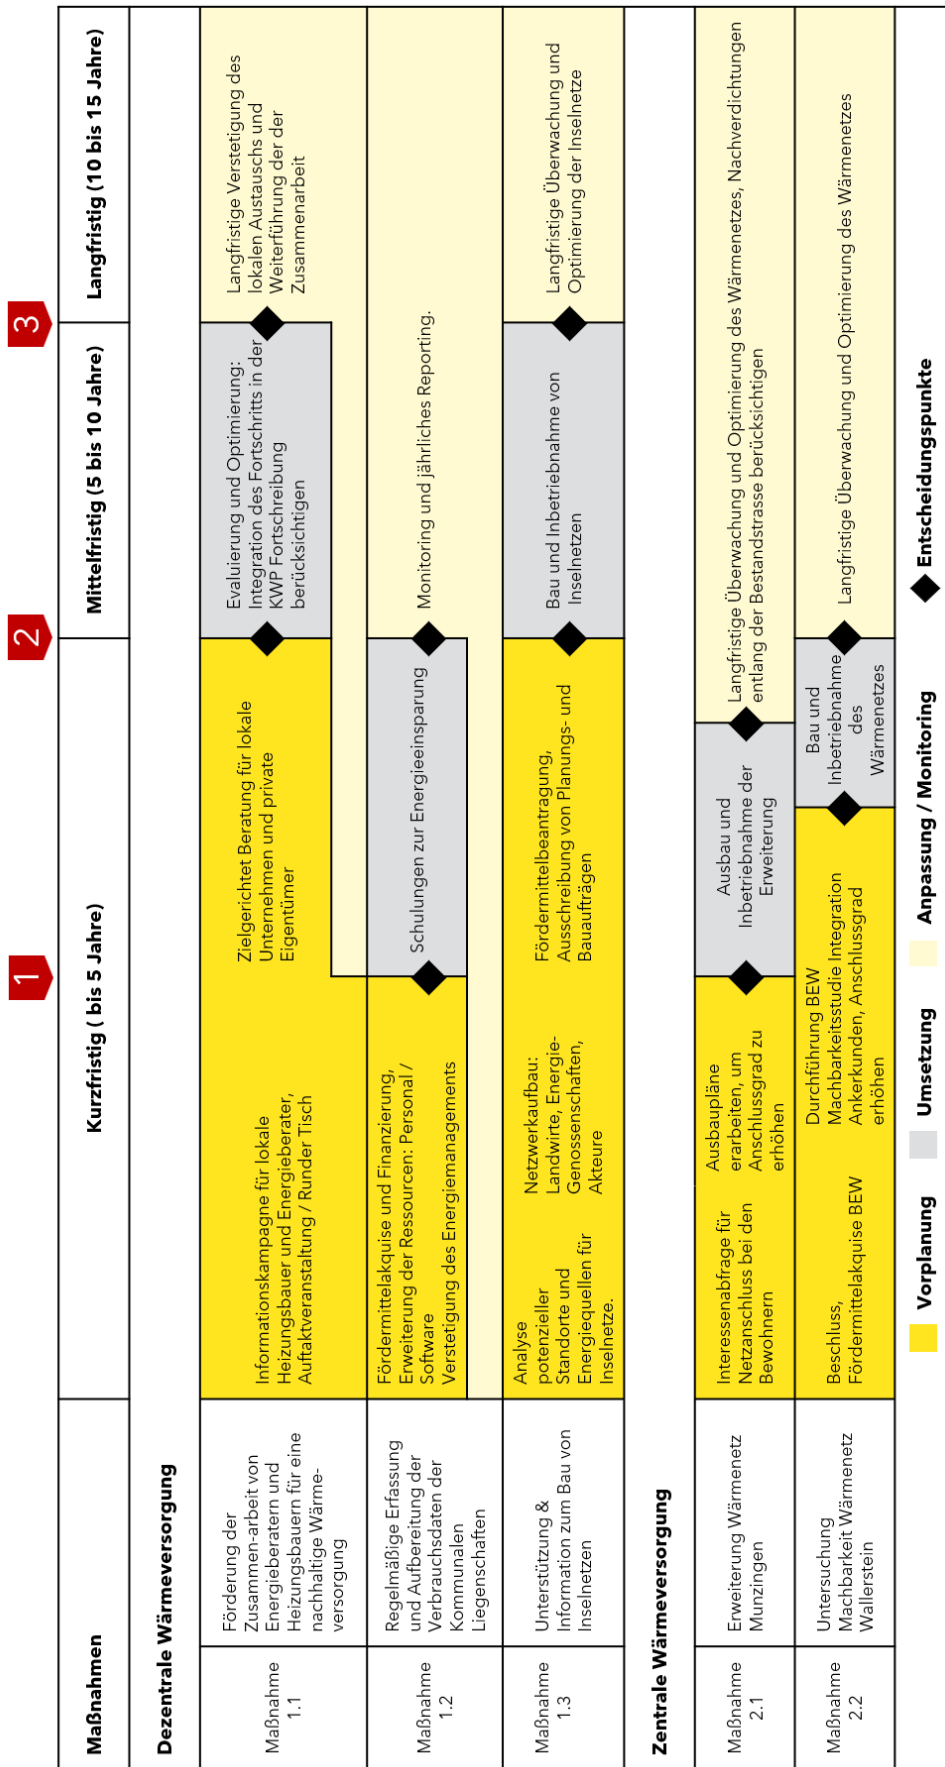 1
2
3
Maßnahmen
Kurzfristig ( bis 5 Jahre)
Mittelfristig (5 bis 10 Jahre)
Langfristig (10 bis 15 Jahre)
Dezentrale Wärmeversorgung
Maßnahme
1.1
Förderung der
Zusammen-arbeit von
Energieberatern und
Heizungsbauern für eine
nachhaltige Wärme-
versorgung
Informationskampagne für lokale
Heizungsbauer und Energieberater,
Auftaktveranstaltung / Runder Tisch
Zielgerichtet Beratung für lokale
Unternehmen und private
Eigentümer
Evaluierung und Optimierung:
Integration des Fortschritts in der
KWP Fortschreibung
berücksichtigen
Langfristige Verstetigung des
lokalen Austauschs und
Weiterführung der der
Zusammenarbeit
Maßnahme
1.2
Regelmäßige Erfassung
und Aufbereitung der
Verbrauchsdaten der
Kommunalen
Liegenschaften
Fördermittelakquise und Finanzierung,
Erweiterung der Ressourcen: Personal /
Software
Verstetigung des Energiemanagements
Schulungen zur Energieeinsparung
Monitoring und jährliches Reporting.
Maßnahme
1.3
Unterstützung &
Information zum Bau von
Inselnetzen
Analyse
potenzieller
Standorte und
Energiequellen für
Inselnetze.
Netzwerkaufbau:
Landwirte, Energie-
Genossenschaften,
Akteure
Fördermittelbeantragung,
Ausschreibung von Planungs- und
Bauaufträgen
Bau und Inbetriebnahme von
Inselnetzen
Langfristige Überwachung und
Optimierung der Inselnetze
Zentrale Wärmeversorgung
Maßnahme
2.1
Erweiterung Wärmenetz
Munzingen
Interessenabfrage für
Netzanschluss bei den
Bewohnern
Ausbaupläne
erarbeiten, um
Anschlussgrad zu
erhöhen
Ausbau und
Inbetriebnahme der
Erweiterung
Langfristige Überwachung und Optimierung des Wärmenetzes, Nachverdichtungen
entlang der Bestandstrasse berücksichtigen
Maßnahme
2.2
Untersuchung
Machbarkeit Wärmenetz
Wallerstein
Beschluss,
Fördermittelakquise BEW
Durchführung BEW
Machbarkeitsstudie Integration
Ankerkunden, Anschlussgrad
erhöhen
Bau und
Inbetriebnahme
des
Wärmenetzes
Langfristige Überwachung und Optimierung des Wärmenetzes
Vorplanung
Umsetzung
Anpassung / Monitoring
Entscheidungspunkte